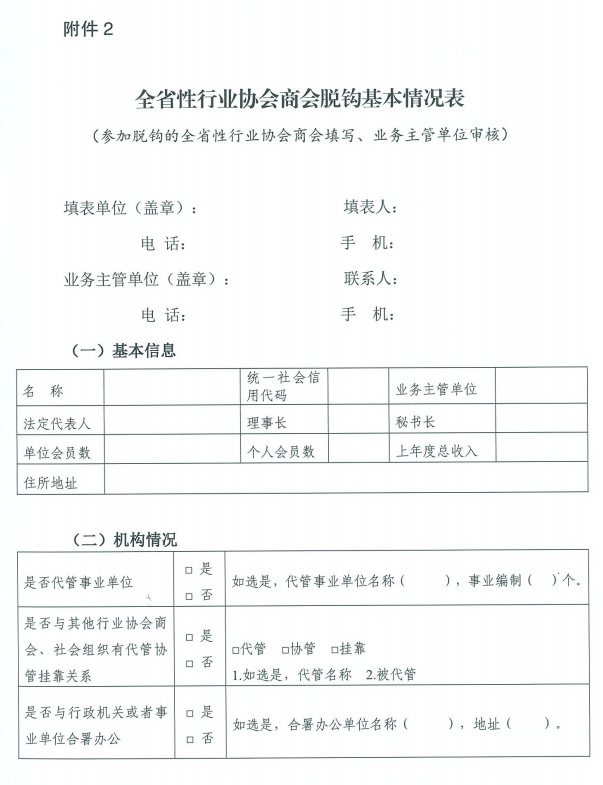 附件 2
全省性行业协会商会脱钩基本情况表
（参加脱钩的全省性行业协会商会填写、业务主管单位审核）
填表单位（盖章）： 填表人：
电 话： 手 机：
业务主管单位（盖章）： 联系人：
电 话： 手 机：
（一）基本信息
名 称 统一社会信 业务主管单位
用代码
法定代表人 理事长 秘书长
单位会员数 个人会员数 上年度总收入
住所地址
（二）机构情况
是否代管事业单位
□ 是
□ 否
如选是，代管事业单位名称（ ），事业编制（ ）个。
是否与其他行业协会商
会、社会组织有代管协
管挂靠关系
□ 是
□ 否
□代管 □协管 □挂靠
1.如选是，代管名称 2.被代管
是否与行政机关或者事
业单位合署办公
□ 是
□ 否
如选是，合署办公单位名称（ ），地址（ ）。